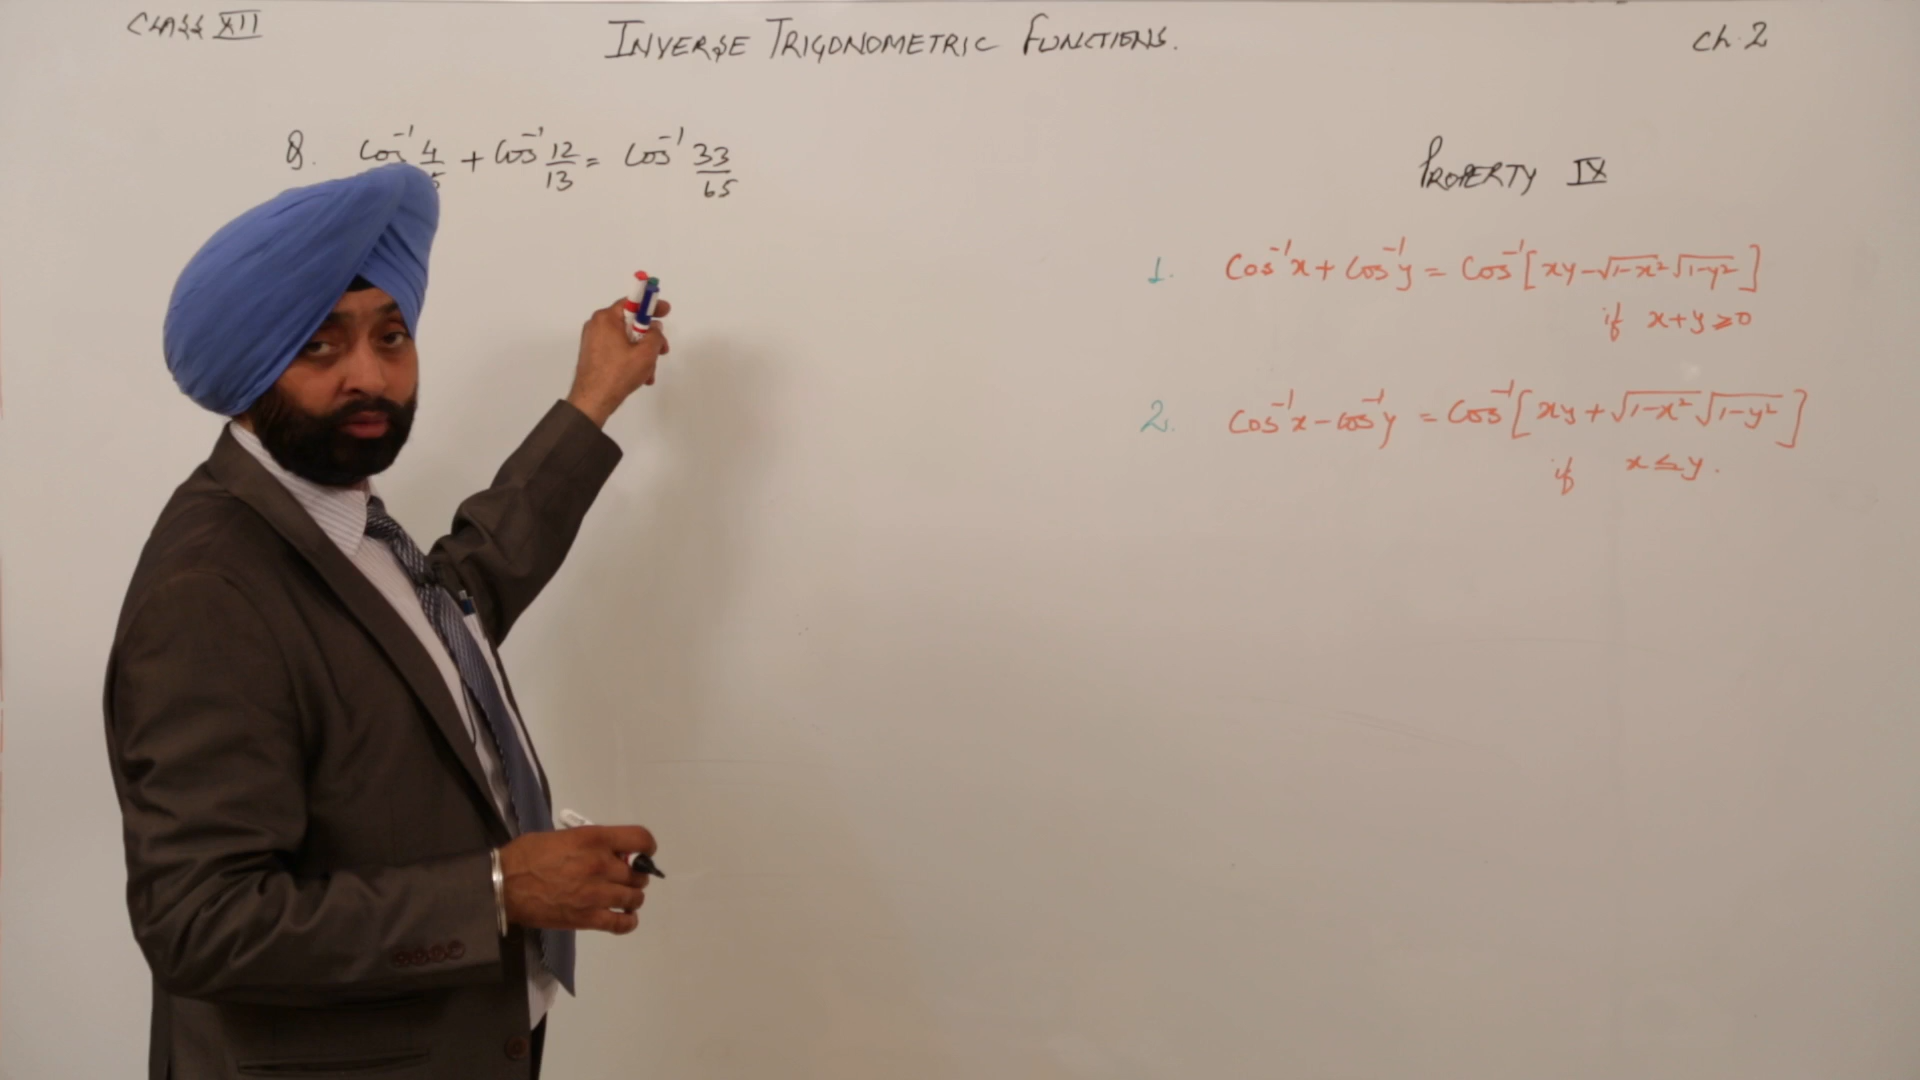 CLASS XII
INVERSE TRIGONOMETRIC FUNCTIONS.
Ch. 2
Q. Cos⁻¹ 4/5 + Cos⁻¹ 12/13 = Cos⁻¹ 33/65
PROPERTY IX
1. Cos⁻¹x + Cos⁻¹y = Cos⁻¹[xy - √1-x² √1-y²]
if x+y ≥ 0
2. Cos⁻¹x - Cos⁻¹y = Cos⁻¹[xy + √1-x² √1-y²]
if x ≤ y.